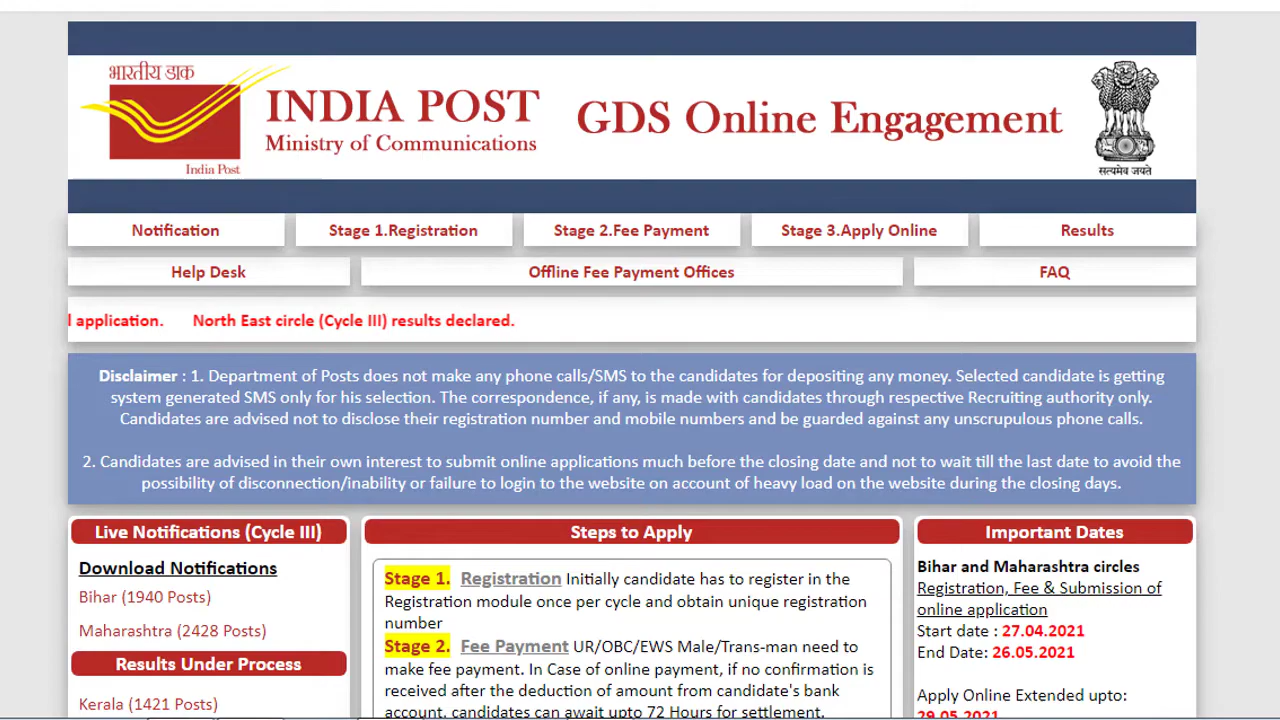 भारतीय डाक
India Post
INDIA POST
Ministry of Communications
GDS Online Engagement
सत्यमेव जयते
Notification
Stage 1.Registration
Stage 2.Fee Payment
Stage 3.Apply Online
Results
Help Desk
Offline Fee Payment Offices
FAQ
l application. North East circle (Cycle III) results declared.
Disclaimer : 1. Department of Posts does not make any phone calls/SMS to the candidates for depositing any money. Selected candidate is getting
system generated SMS only for his selection. The correspondence, if any, is made with candidates through respective Recruiting authority only.
Candidates are advised not to disclose their registration number and mobile numbers and be guarded against any unscrupulous phone calls.
2. Candidates are advised in their own interest to submit online applications much before the closing date and not to wait till the last date to avoid the
possibility of disconnection/inability or failure to login to the website on account of heavy load on the website during the closing days.
Live Notifications (Cycle III)
Download Notifications
Bihar (1940 Posts)
Maharashtra (2428 Posts)
Results Under Process
Kerala (1421 Posts)
Steps to Apply
Stage 1. Registration Initially candidate has to register in the
Registration module once per cycle and obtain unique registration
number
Stage 2. Fee Payment UR/OBC/EWS Male/Trans-man need to
make fee payment. In Case of online payment, if no confirmation is
received after the deduction of amount from candidate's bank
account, candidates can await upto 72 Hours for settlement.
Important Dates
Bihar and Maharashtra circles
Registration, Fee & Submission of
online application
Start date : 27.04.2021
End Date: 26.05.2021
Apply Online Extended upto:
29.05.2021